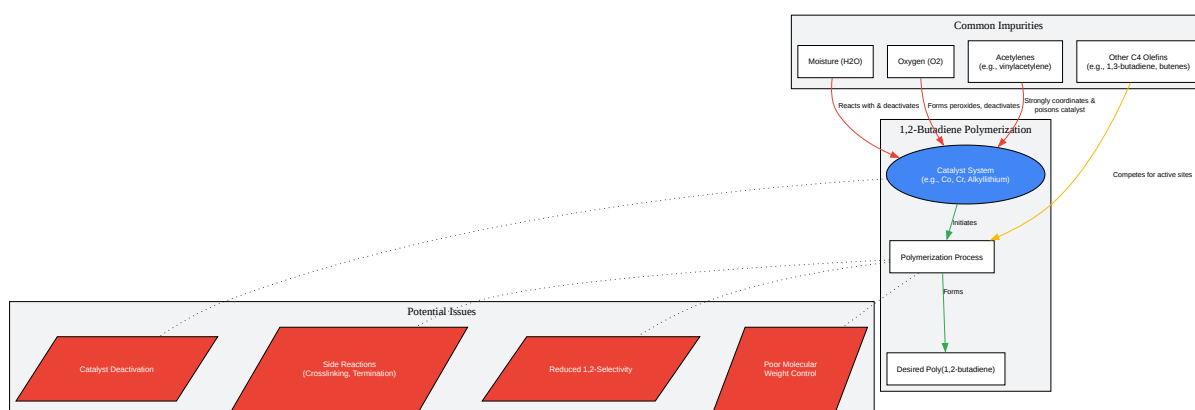 Common Impurities
Moisture (H2O)
Oxygen (O2)
Acetylenes
(e.g., vinylacetylene)
Other C4 Olefins
(e.g., 1,3-butadiene, butenes)
Reacts with & deactivates
Forms peroxides, deactivates
Strongly coordinates &
poisons catalyst
1,2-Butadiene Polymerization
Catalyst System
(e.g., Co, Cr, Alkyllithium)
Competes for active sites
Initiates
Polymerization Process
Forms
Potential Issues
Catalyst Deactivation
Side Reactions
(Crosslinking, Termination)
Reduced 1,2-Selectivity
Poor Molecular
Weight Control
Desired Poly(1,2-butadiene)